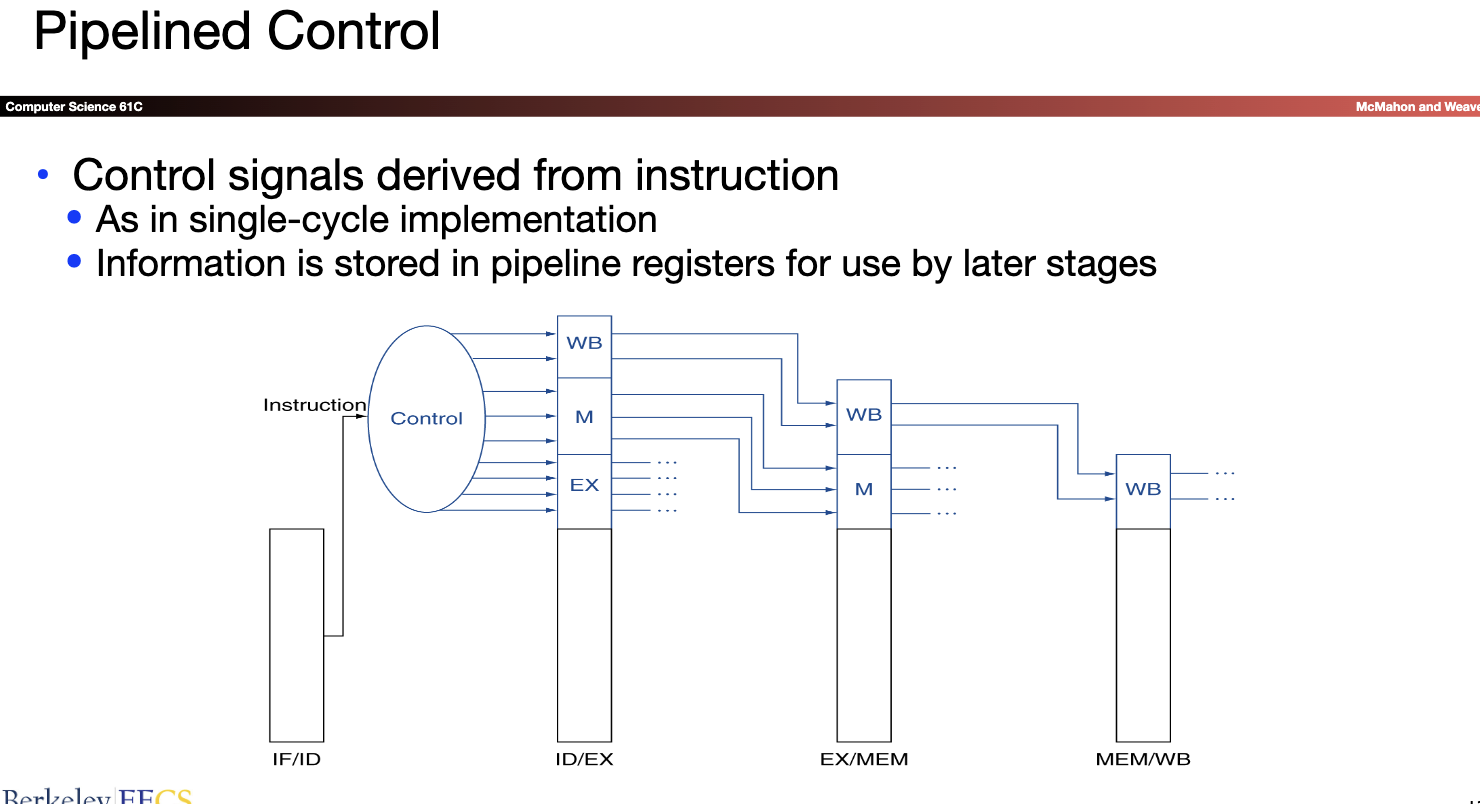 Pipelined Control
Computer Science 61C
McMahon and Weave
• Control signals derived from instruction
• As in single-cycle implementation
• Information is stored in pipeline registers for use by later stages
Instruction
Control
WB
M
EX
...
...
...
...
WB
M
...
...
...
WB
...
...
IF/ID
ID/EX
EX/MEM
MEM/WB
Berkeley EECS